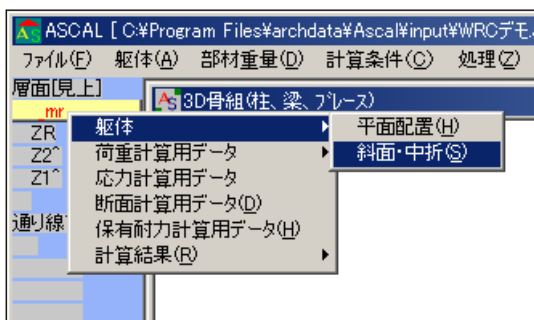 ASCAL [ C:¥Program Files¥archdata¥Ascal¥input¥WRCデモ.
ファイル(F) 躯体(A) 部材重量(D) 計算条件(C) 処理(Z)
層面[見上]
3D骨組(柱、梁、ブレース)
_mr
ZR
Z2^
Z1^
通り線
躯体
荷重計算用データ
応力計算用データ
断面計算用データ(D)
保有耐力計算用データ(H)
計算結果(R)
平面配置(H)
斜面・中折(S)